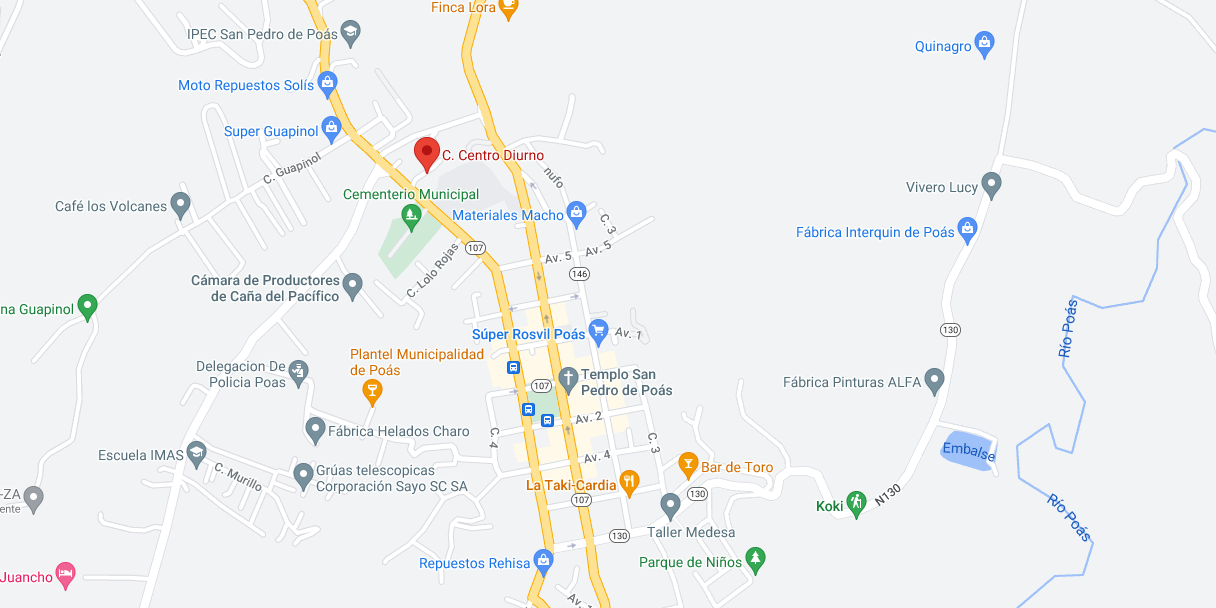 Finca Lora
IPEC San Pedro de Poás
Quinagro
Moto Repuestos Solís
Super Guapinol
C. Guapinol
C. Centro Diurno
nufo
Cementerio Municipal
Vivero Lucy
Café los Volcanes
Materiales Macho
C. 3
Fábrica Interquin de Poás
107
Av. 5
Av. 5
C. Lolo Rojas
146
Cámara de Productores
de Caña del Pacífico
na Guapinol
Súper Rosvil Poás
Av. 1
130
Río Poás
Plantel Municipalidad
de Poás
Delegacion De
Policia Poas
107
Templo San
Pedro de Poás
Fábrica Pinturas ALFA
Av. 2
Fábrica Helados Charo
C. 4
C. 3
Embalse
Escuela IMAS
Av. 4
C. Murillo
Grúas telescopicas
Corporación Sayo SC SA
Bar de Toro
La Taki-Cardia
-ZA
ente
107
130
Koki
N130
Río Poás
130
Taller Medesa
Repuestos Rehisa
Parque de Niños
Juancho
Av.